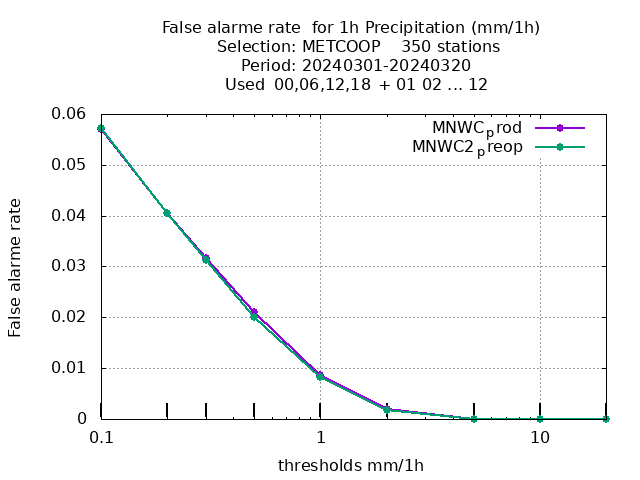 False alarme rate  for 1h Precipitation (mm/1h)
Selection: METCOOP    350 stations
Period: 20240301-20240320
Used  00,06,12,18 + 01 02 ... 12
MNWCprod
MNWC2preop
0.06
0.05
0.04
0.03
0.02
0.01
0
False alarme rate
0.1 1 10
thresholds mm/1h